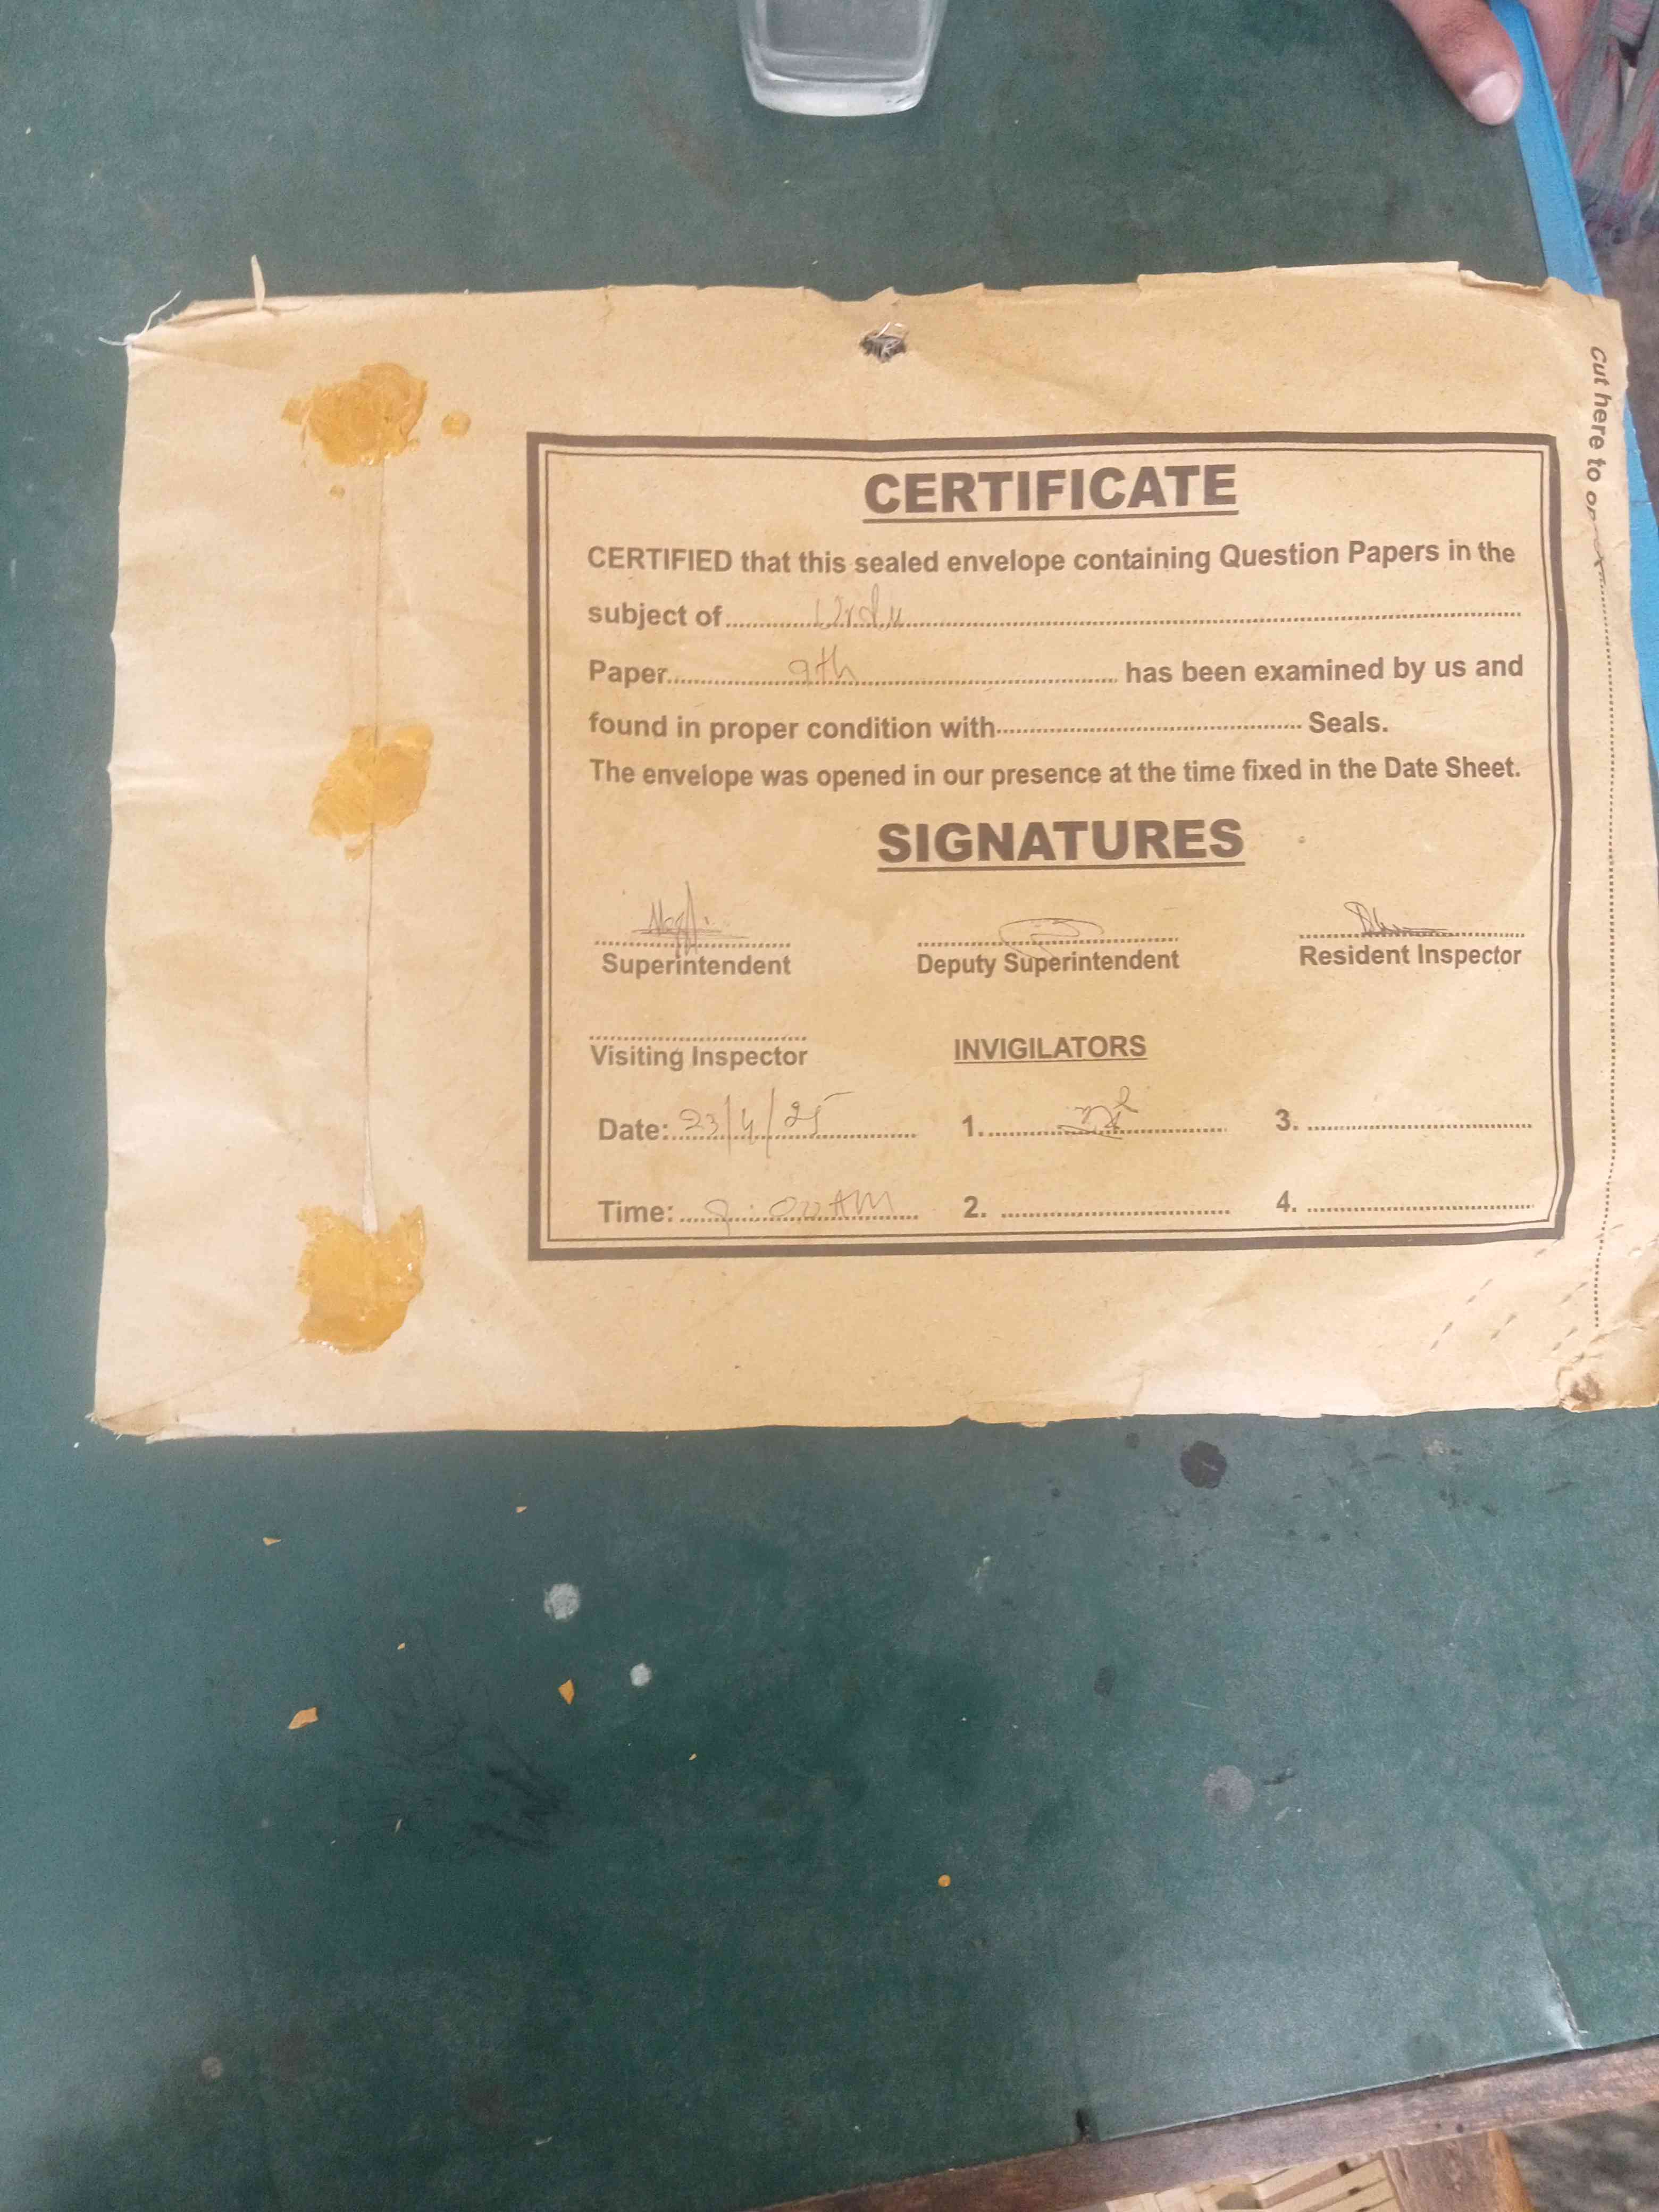 CERTIFICATE
CERTIFIED that this sealed envelope containing Question Papers in the
subject of Urdu
Paper 9th has been examined by us and
found in proper condition with Seals.
The envelope was opened in our presence at the time fixed in the Date Sheet.
SIGNATURES
Superintendent Deputy Superintendent Resident Inspector
Visiting Inspector INVIGILATORS
Date: 23/4/25 1. 3.
Time: 8:00 AM 2. 4.
Cut here to open